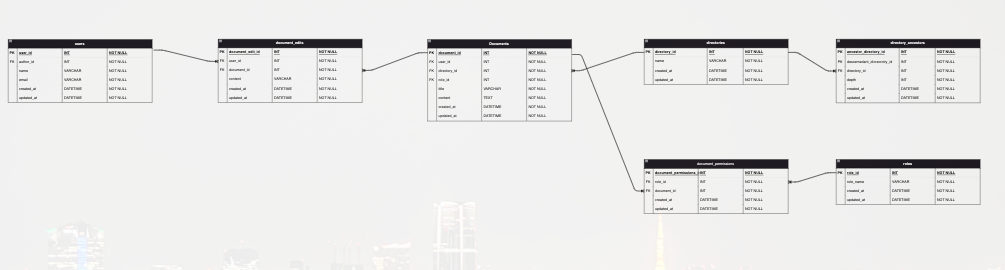 users
PK user_id INT NOT NULL
FK author_id INT NOT NULL
name VARCHAR NOT NULL
email VARCHAR NOT NULL
created_at DATETIME NOT NULL
updated_at DATETIME NOT NULL
document_edits
PK document_edit_id INT NOT NULL
FK user_id INT NOT NULL
FK document_id INT NOT NULL
content VARCHAR NOT NULL
created_at DATETIME NOT NULL
updated_at DATETIME NOT NULL
Documents
PK document_id INT NOT NULL
FK user_id INT NOT NULL
FK directory_id INT NOT NULL
FK role_id INT NOT NULL
title VARCHAR NOT NULL
content TEXT NOT NULL
created_at DATETIME NOT NULL
updated_at DATETIME NOT NULL
directories
PK directory_id INT NOT NULL
name VARCHAR NOT NULL
created_at DATETIME NOT NULL
updated_at DATETIME NOT NULL
directory_ancestors
PK ancestor_directory_id INT NOT NULL
FK INT NOT NULL
FK directory_id INT NOT NULL
depth INT NOT NULL
created_at DATETIME NOT NULL
updated_at DATETIME NOT NULL
document_permissions
PK document_permissions_ INT NOT NULL
FK role_id INT NOT NULL
FK document_id INT NOT NULL
created_at DATETIME NOT NULL
updated_at DATETIME NOT NULL
roles
PK role_id INT NOT NULL
role_name VARCHAR NOT NULL
created_at DATETIME NOT NULL
updated_at DATETIME NOT NULL